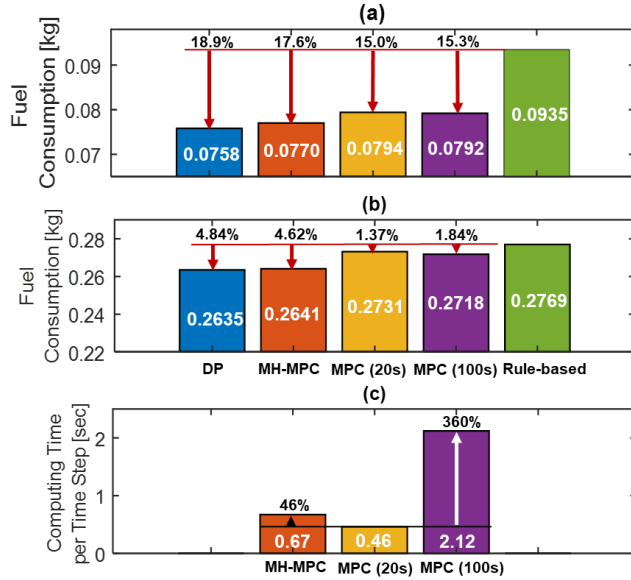 (a)
Fuel
Consumption [kg]
0.09
0.08
0.07
18.9% 17.6% 15.0% 15.3%
0.0758 0.0770 0.0794 0.0792 0.0935
(b)
Fuel
Consumption [kg]
0.28
0.26
0.24
0.22
4.84% 4.62% 1.37% 1.84%
0.2635 0.2641 0.2731 0.2718 0.2769
DP MH-MPC MPC (20s) MPC (100s) Rule-based
(c)
Computing Time
per Time Step [sec]
2
1
0
46% 360%
0.67 0.46 2.12
MH-MPC MPC (20s) MPC (100s)